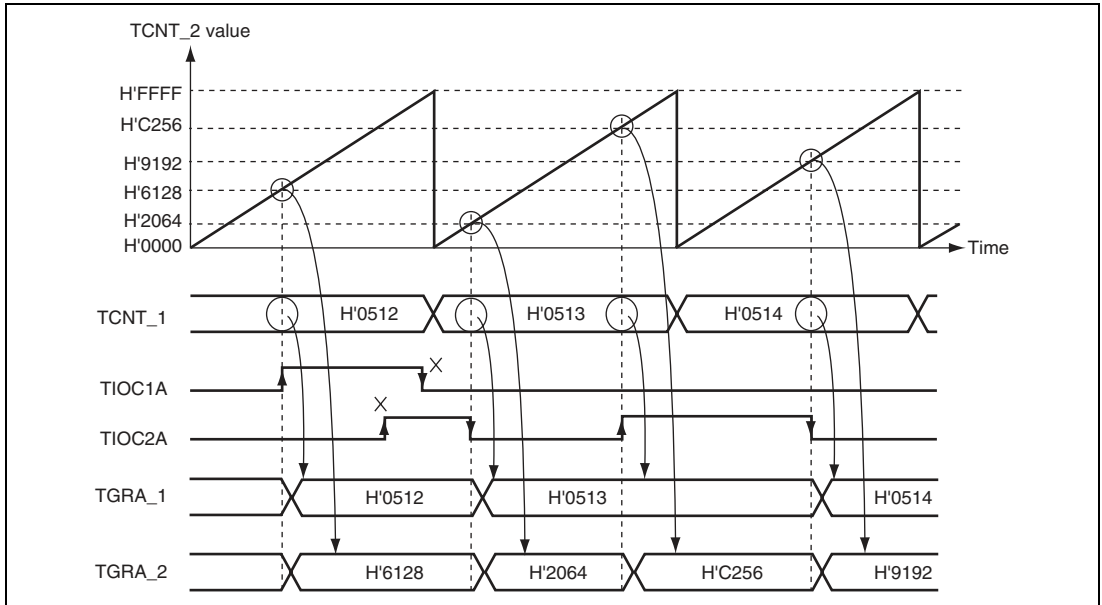 TCNT_2 value
H'FFFF
H'C256
H'9192
H'6128
H'2064
H'0000
Time
TCNT_1
H'0512
H'0513
H'0514
TIOC1A
TIOC2A
TGRA_1
H'0512
H'0513
H'0514
TGRA_2
H'6128
H'2064
H'C256
H'9192